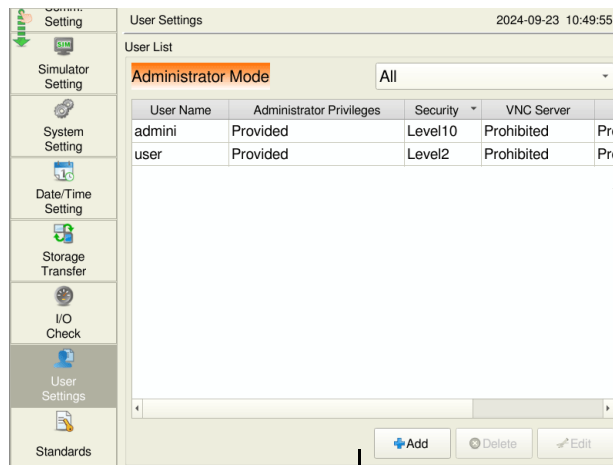 Comm.
Setting
Simulator
Setting
System
Setting
Date/Time
Setting
Storage
Transfer
I/O
Check
User
Settings
Standards
User Settings 2024-09-23 10:49:55
User List
Administrator Mode All
User Name Administrator Privileges Security VNC Server
admini Provided Level10 Prohibited
user Provided Level2 Prohibited
Add Delete Edit